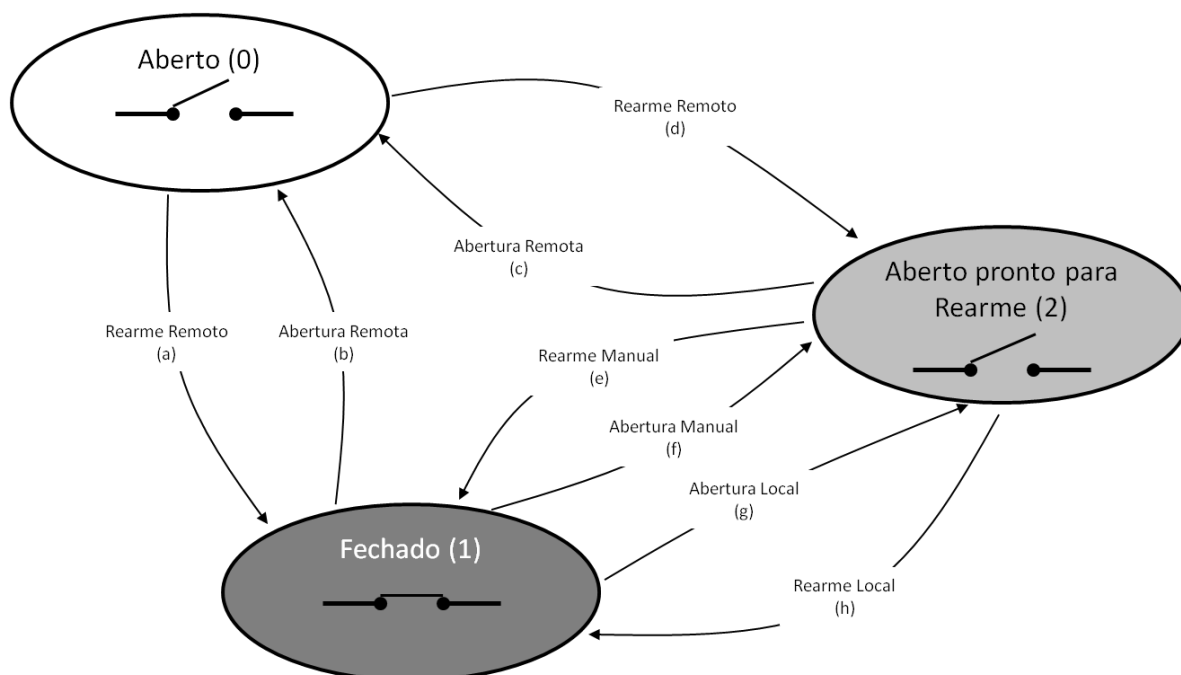 Aberto (0)
Rearme Remoto
(d)
Abertura Remota
(c)
Aberto pronto para
Rearme (2)
Rearme Remoto
(a)
Abertura Remota
(b)
Rearme Manual
(e)
Abertura Manual
(f)
Abertura Local
(g)
Fechado (1)
Rearme Local
(h)